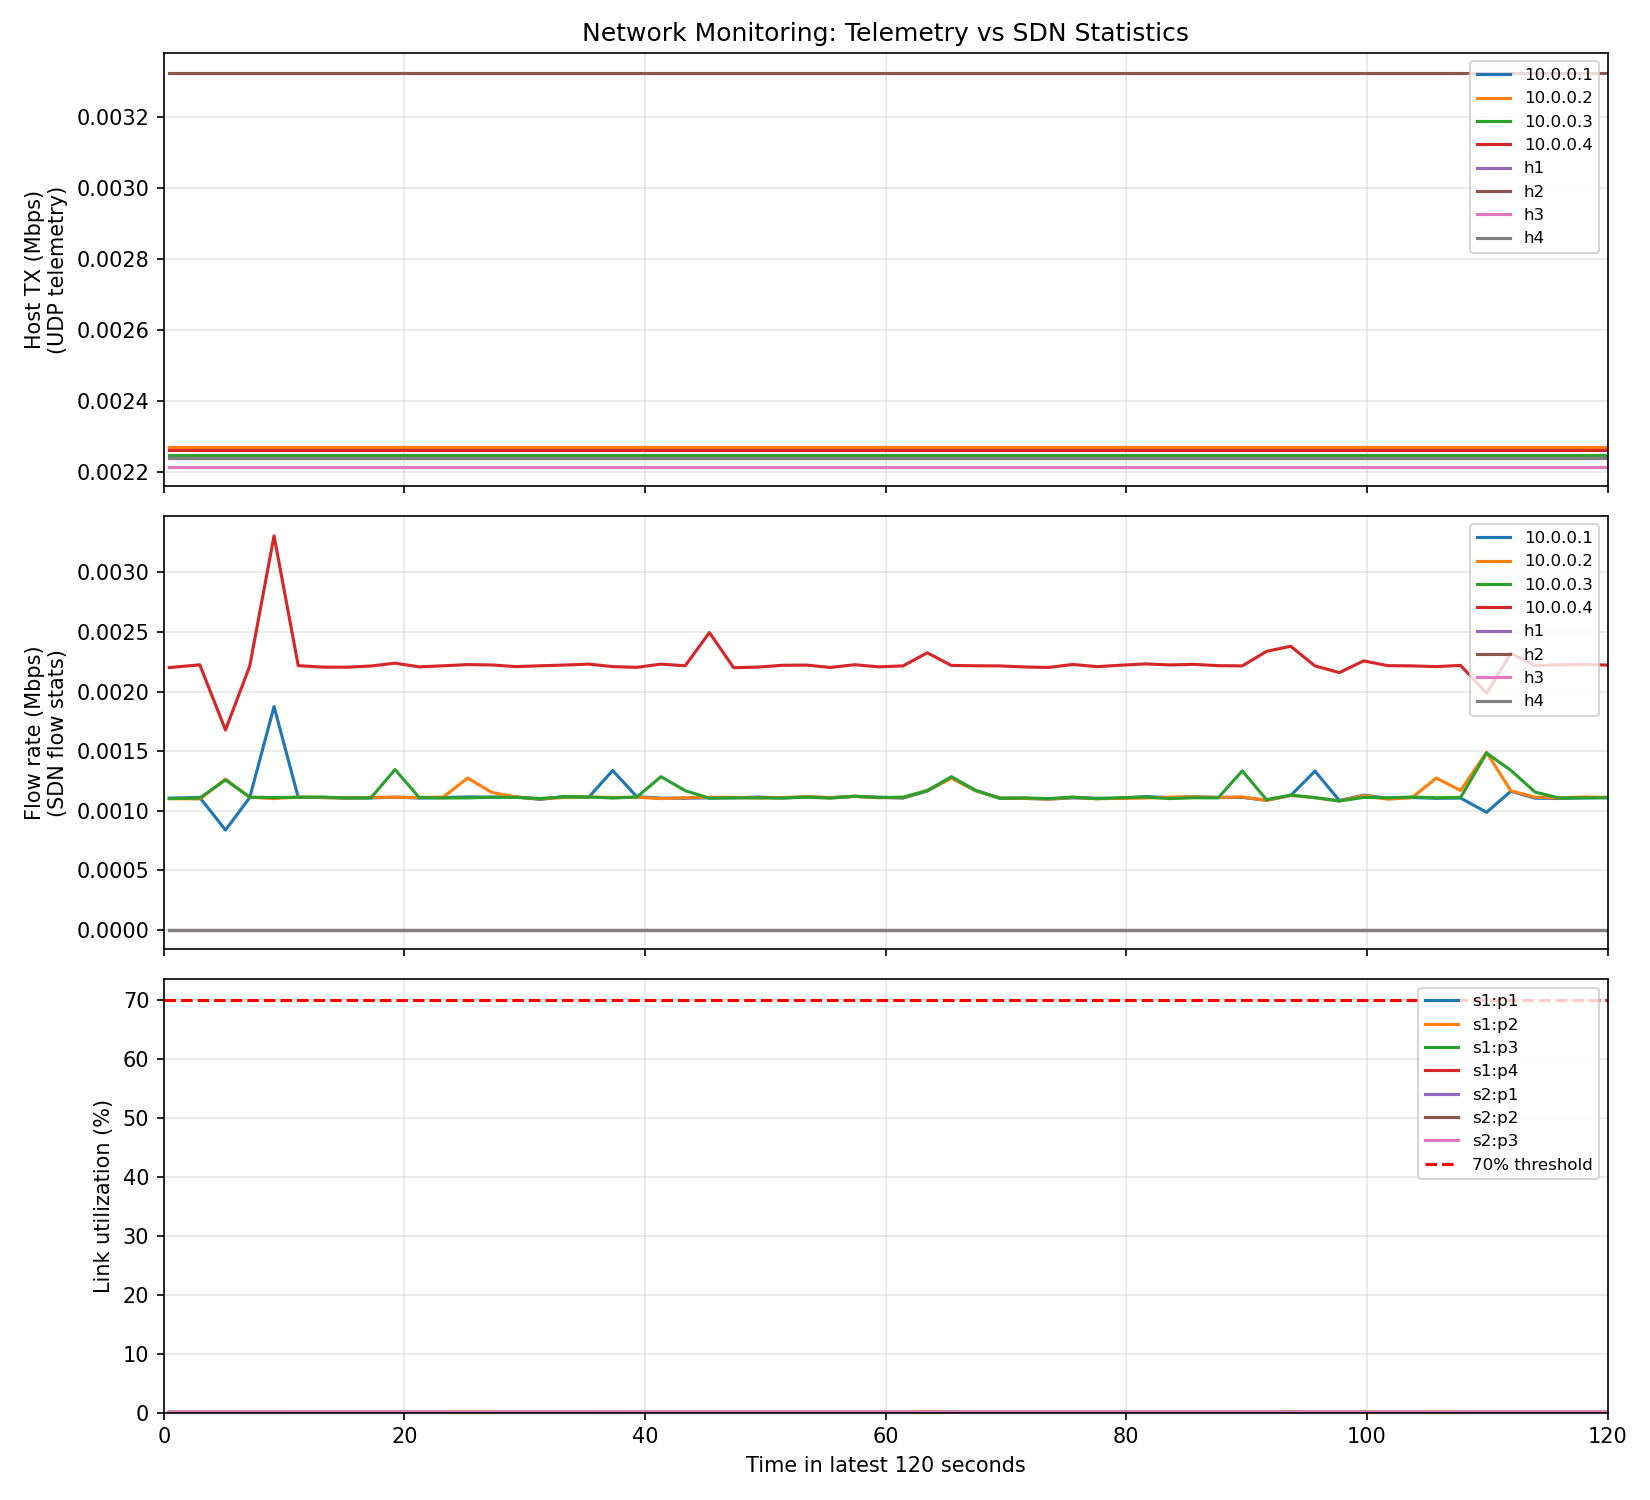 Network Monitoring: Telemetry vs SDN Statistics
Host TX (Mbps)
(UDP telemetry)
0.0032
0.0030
0.0028
0.0026
0.0024
0.0022
10.0.0.1
10.0.0.2
10.0.0.3
10.0.0.4
h1
h2
h3
h4
Flow rate (Mbps)
(SDN flow stats)
0.0030
0.0025
0.0020
0.0015
0.0010
0.0005
0.0000
10.0.0.1
10.0.0.2
10.0.0.3
10.0.0.4
h1
h2
h3
h4
Link utilization (%)
70
60
50
40
30
20
10
0
s1:p1
s1:p2
s1:p3
s1:p4
s2:p1
s2:p2
s2:p3
70% threshold
0 20 40 60 80 100 120
Time in latest 120 seconds